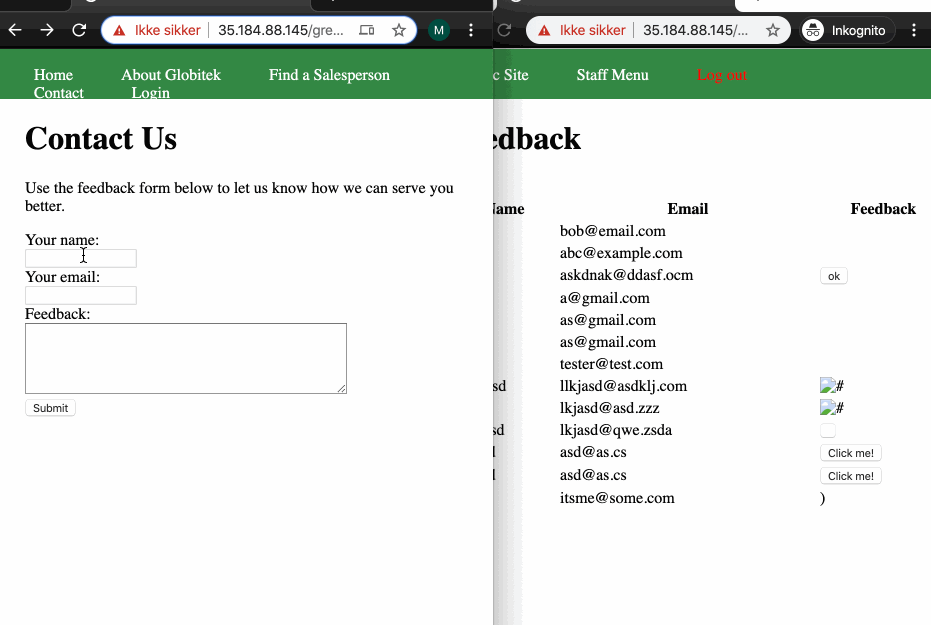 Ikke sikker 35.184.88.145/gre... M
Home About Globitek Find a Salesperson
Contact Login
Contact Us
Use the feedback form below to let us know how we can serve you
better.
Your name:
Your email:
Feedback:
Submit
Ikke sikker 35.184.88.145/... Inkognito
c Site Staff Menu Log out
edback
Name Email Feedback
bob@email.com
abc@example.com
askdnak@ddasf.ocm ok
a@gmail.com
as@gmail.com
as@gmail.com
tester@test.com
sd llkjasd@asdklj.com #
lkjasd@asd.zzz #
sd lkjasd@qwe.zsda
l asd@as.cs Click me!
l asd@as.cs Click me!
itsme@some.com )